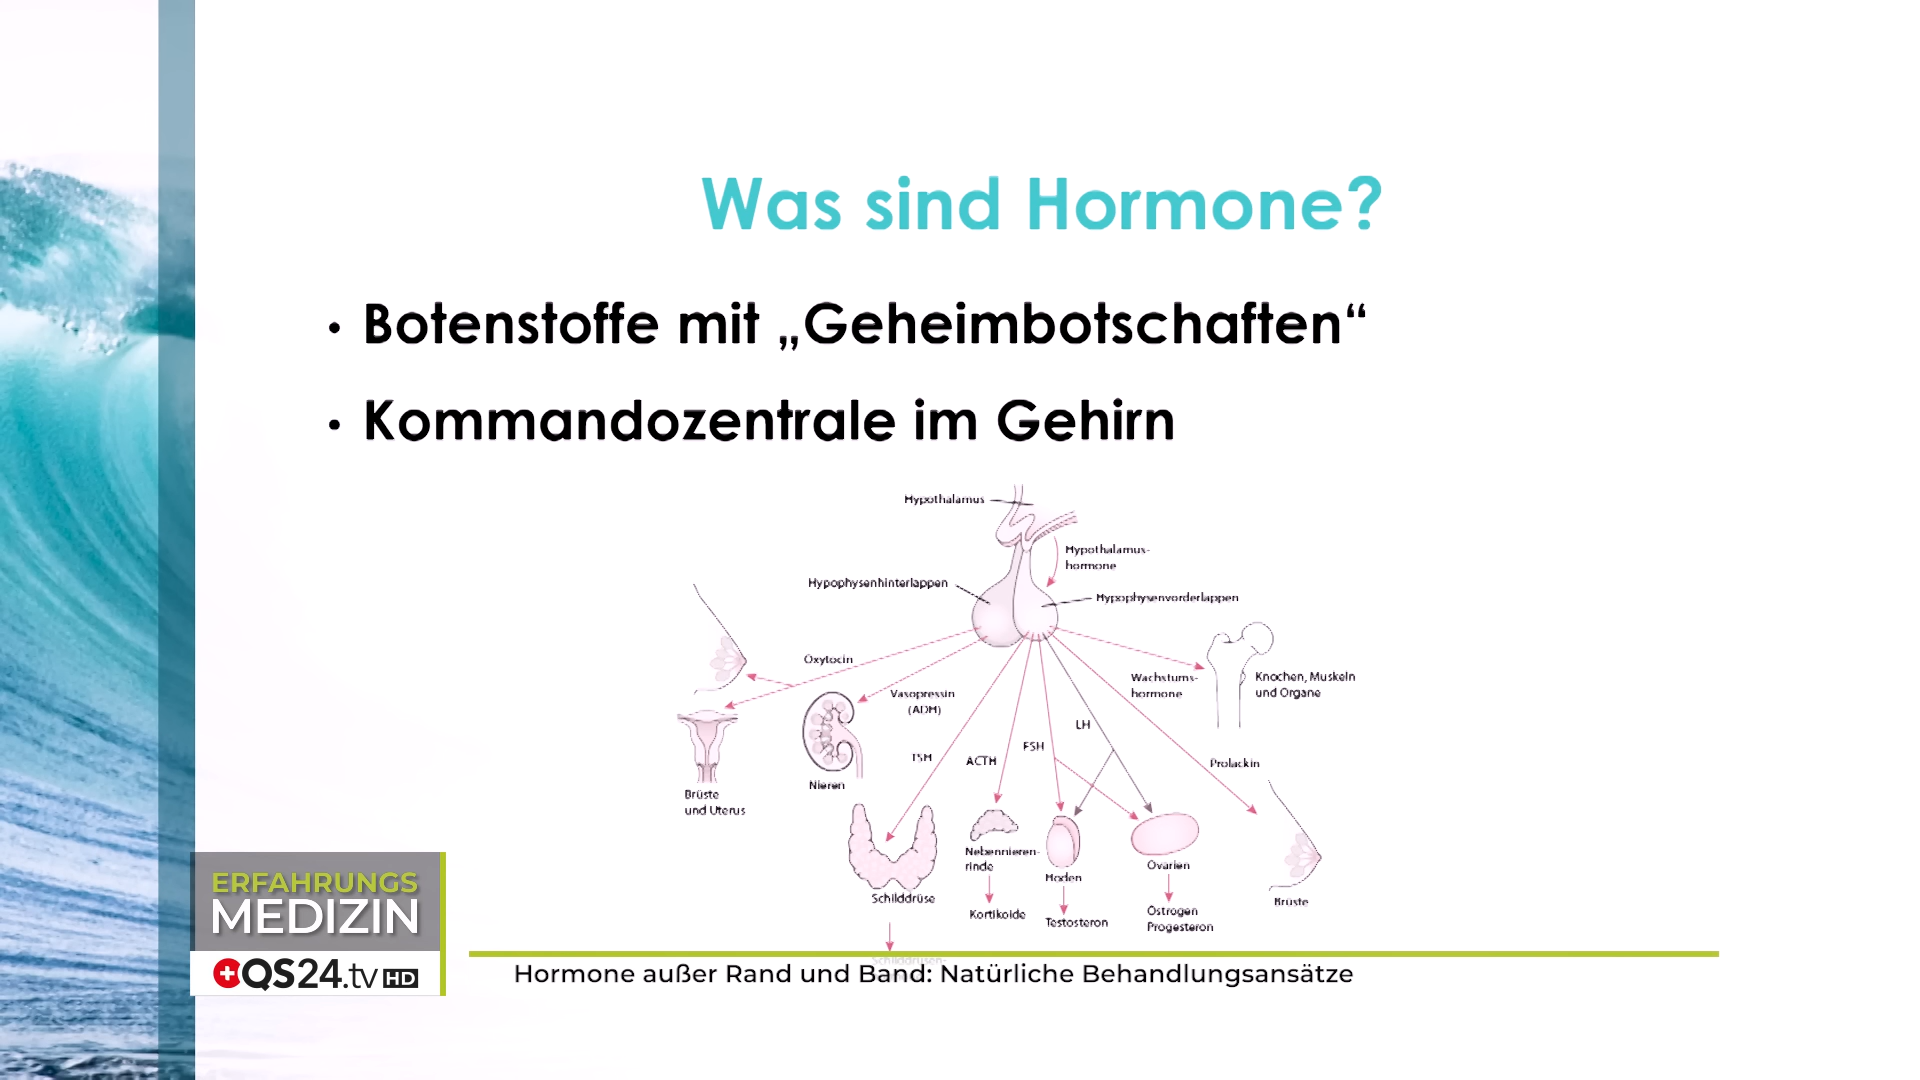 Was sind Hormone?
• Botenstoffe mit „Geheimbotschaften“
• Kommandozentrale im Gehirn
Hypothalamus
Hypothalamus-
hormone
Hypophysenhinterlappen
Hypophysenvorderlappen
Oxytocin
Vasopressin
(ADH)
Wachstums-
hormone
Knochen, Muskeln
und Organe
LH
FSH
TSH
ACTH
Prolackin
Nieren
Brüste
und Uterus
Nebennieren-
rinde
Ovarien
Hoden
Schilddrüse
Brüste
Kortikoide
Testosteron
Östrogen
Progesteron
Schilddrüsen-
ERFAHRUNGS
MEDIZIN
QS24.tv HD
Hormone außer Rand und Band: Natürliche Behandlungsansätze